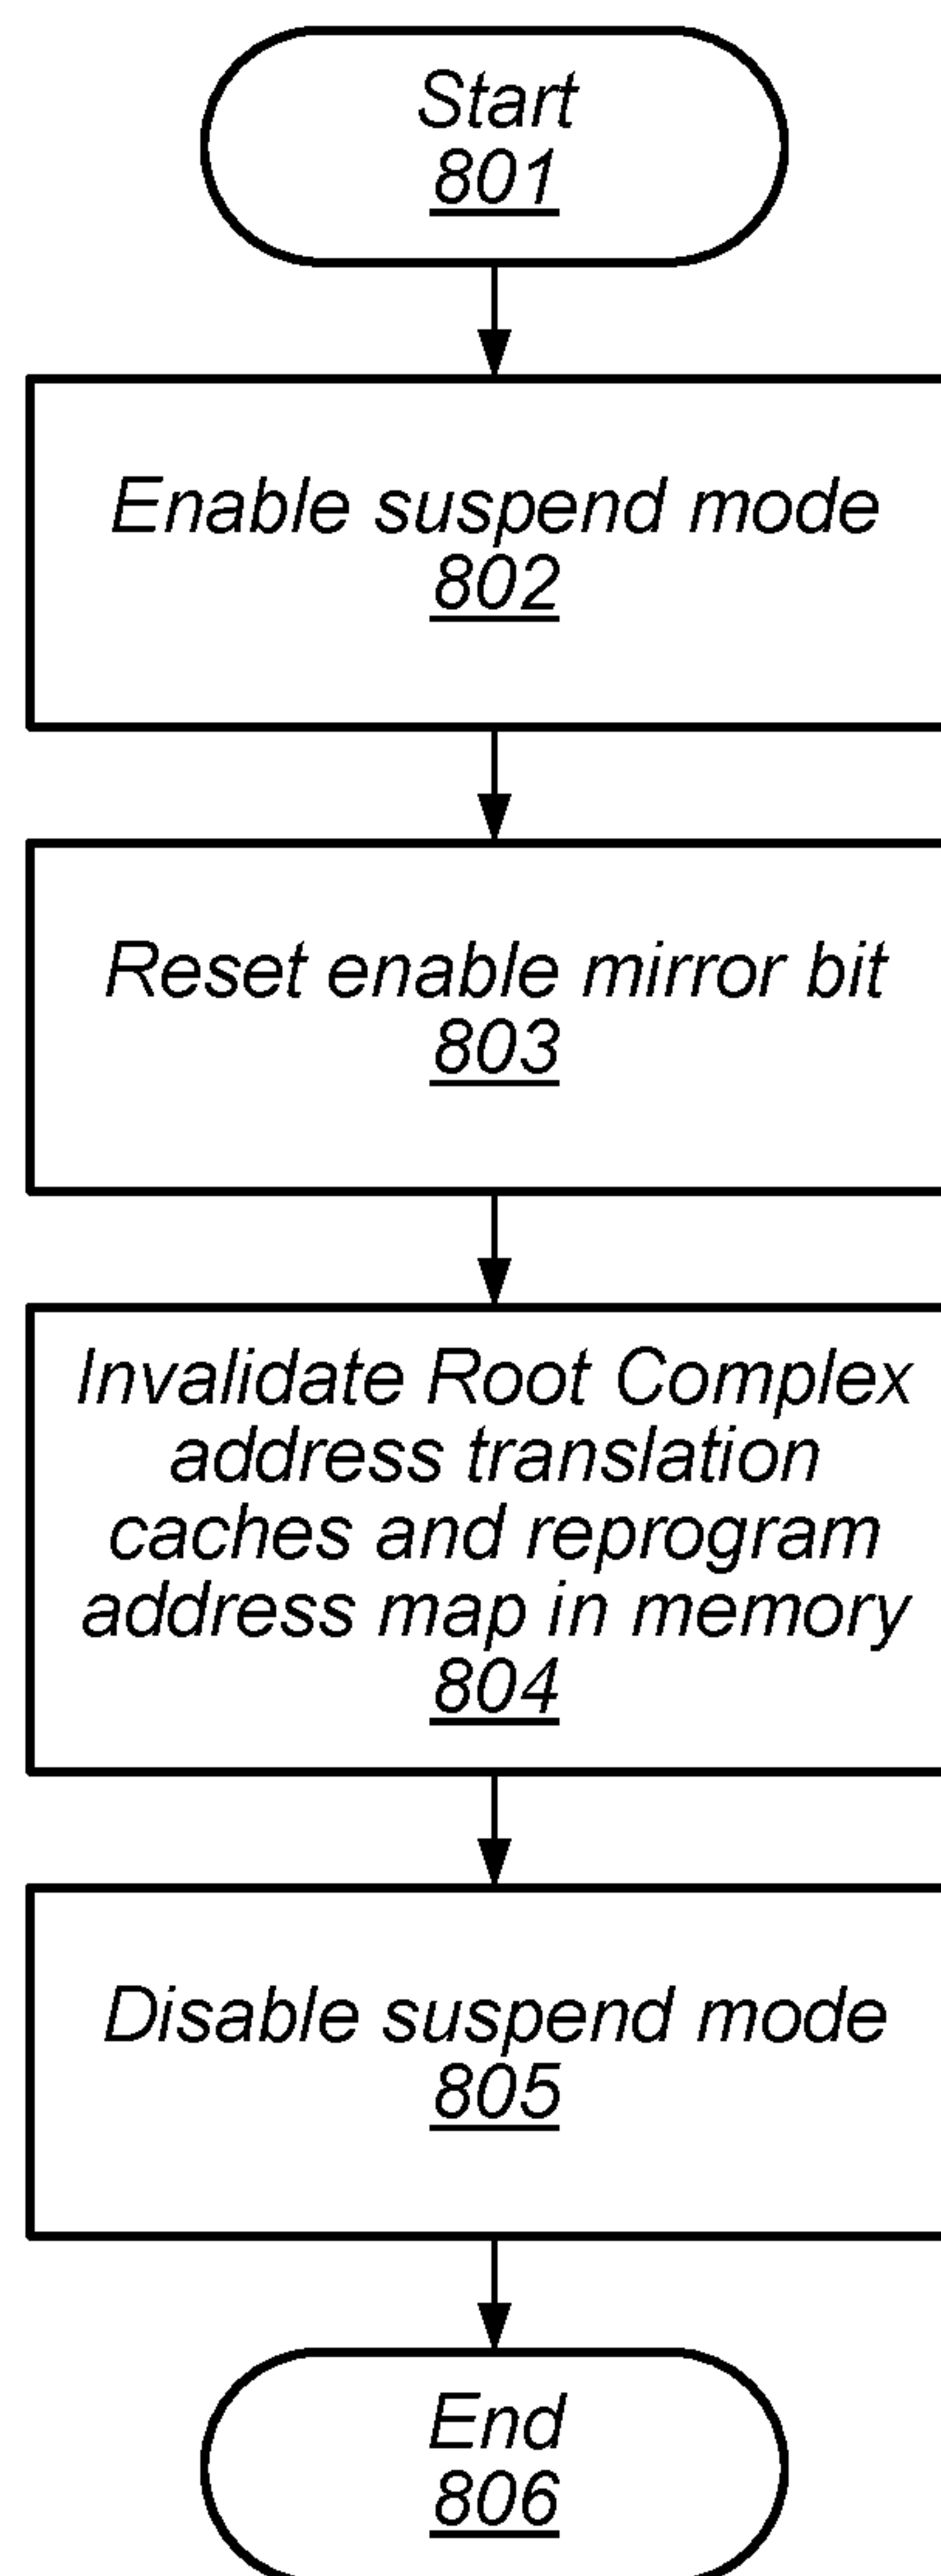 Start
801
Enable suspend mode
802
Reset enable mirror bit
803
Invalidate Root Complex
address translation
caches and reprogram
address map in memory
804
Disable suspend mode
805
End
806